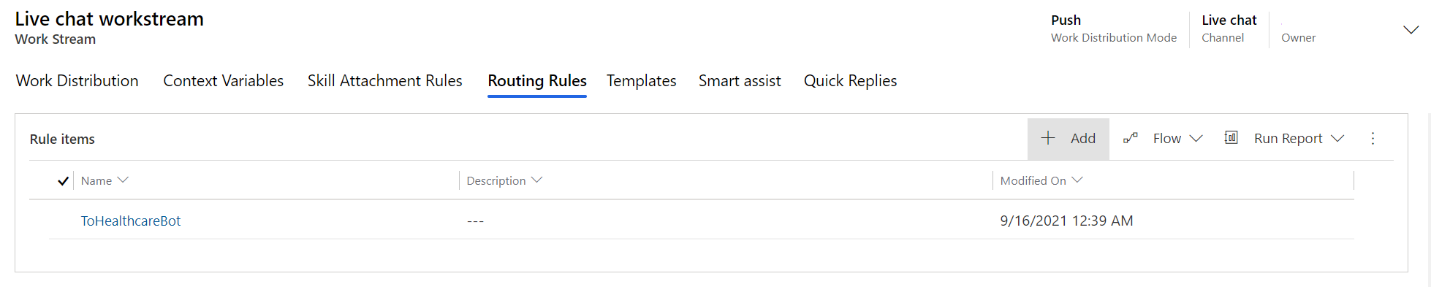 Live chat workstream
Work Stream
Push
Work Distribution Mode
Live chat
Channel
Owner
Work Distribution Context Variables Skill Attachment Rules Routing Rules Templates Smart assist Quick Replies
Rule items
Add Flow Run Report
Name Description Modified On
ToHealthcareBot --- 9/16/2021 12:39 AM